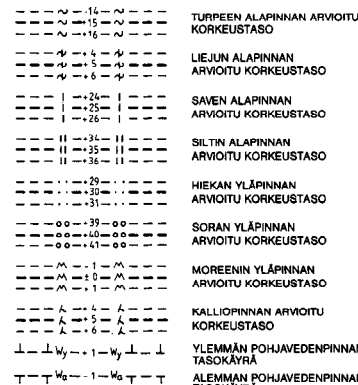 -14 TURPEEN ALAPINNAN ARVIOITU
+15 KORKEUSTASO
+16
+ 4 LIEJUN ALAPINNAN
+ 5 ARVIOITU KORKEUSTASO
+ 6
+24 SAVEN ALAPINNAN
+25 ARVIOITU KORKEUSTASO
+26
+34 SILTIN ALAPINNAN
+35 ARVIOITU KORKEUSTASO
+36
+29 HIEKAN YLÄPINNAN
+30 ARVIOITU KORKEUSTASO
+31
+39 SORAN YLÄPINNAN
+40 ARVIOITU KORKEUSTASO
+41
- 1 MOREENIN YLÄPINNAN
± 0 ARVIOITU KORKEUSTASO
+ 1
+ 4 KALLIOPINNAN ARVIOITU
+ 5 KORKEUSTASO
+ 6
Wy + 1 Wy YLEMMÄN POHJAVEDENPINNAN
TASOKÄYRÄ
Wa - 1 Wa ALEMMAN POHJAVEDENPINNAN